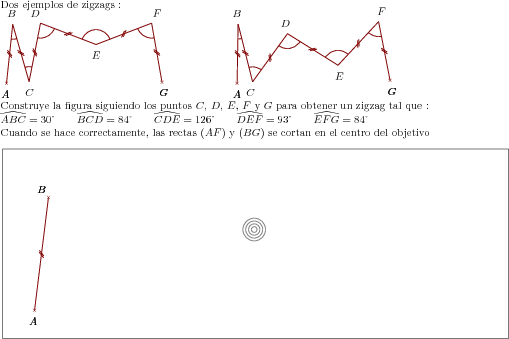 Dos ejemplos de zigzags :
B D F B D F
A C E G A C E G
Construye la figura siguiendo los puntos C, D, E, F y G para obtener un zigzag tal que :
ABC = 30° BCD = 84° CDE = 126° DEF = 93° EFG = 84°
Cuando se hace correctamente, las rectas (AF) y (BG) se cortan en el centro del objetivo
B
A